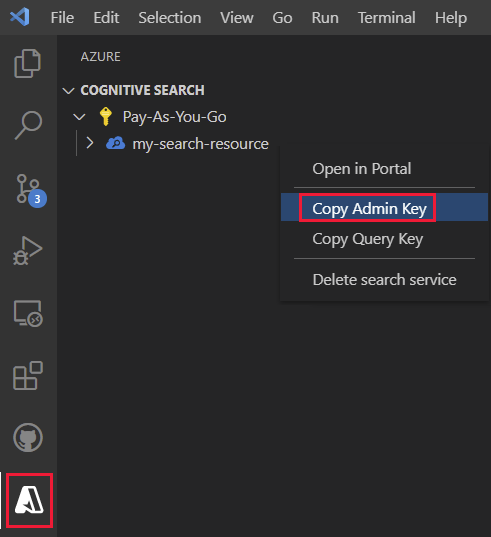 File Edit Selection View Go Run Terminal Help
AZURE
COGNITIVE SEARCH
Pay-As-You-Go
my-search-resource
Open in Portal
Copy Admin Key
Copy Query Key
Delete search service
3